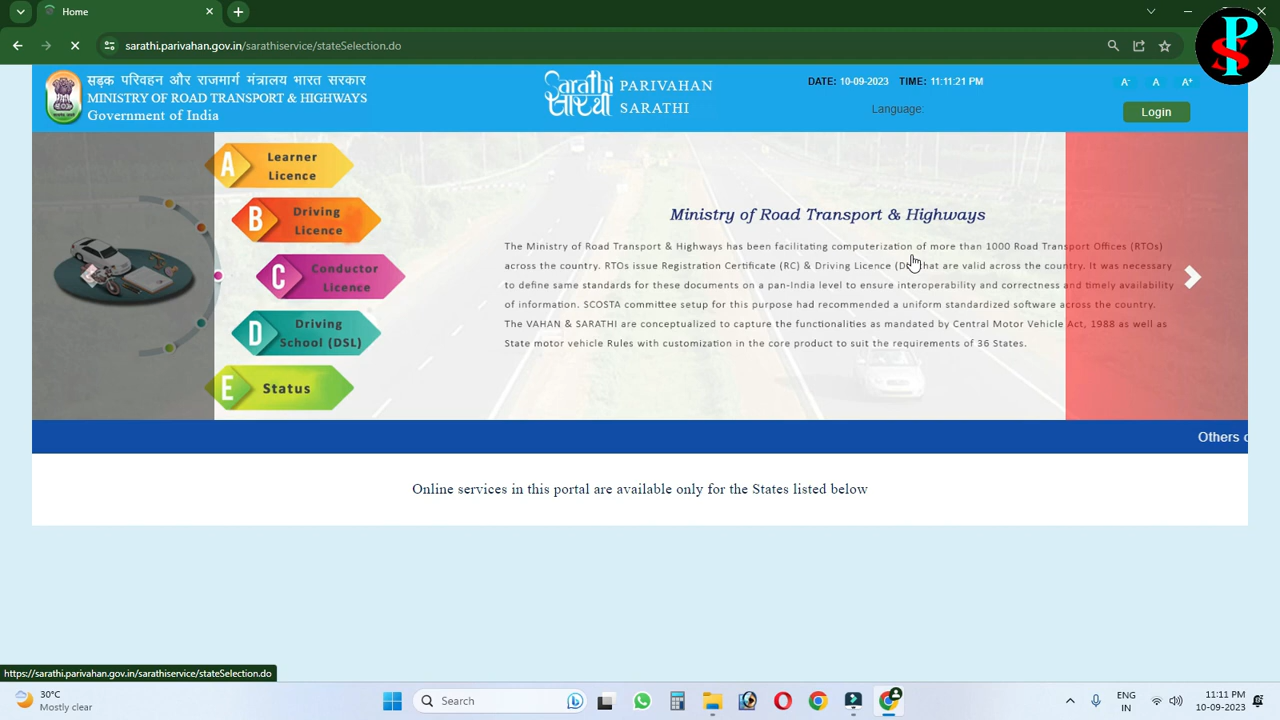 Home
sarathi.parivahan.gov.in/sarathiservice/stateSelection.do
PS
सड़क परिवहन और राजमार्ग मंत्रालय भारत सरकार
MINISTRY OF ROAD TRANSPORT & HIGHWAYS
Government of India
Sarathi
सारथी
PARIVAHAN
SARATHI
DATE: 10-09-2023 TIME: 11:11:21 PM
Language:
A- A A+
Login
A Learner
Licence
B Driving
Licence
C Conductor
Licence
D Driving
School (DSL)
E Status
Ministry of Road Transport & Highways
The Ministry of Road Transport & Highways has been facilitating computerization of more than 1000 Road Transport Offices (RTOs)
across the country. RTOs issue Registration Certificate (RC) & Driving Licence that are valid across the country. It was necessary
to define same standards for these documents on a pan-India level to ensure interoperability and correctness and timely availability
of information. SCOSTA committee setup for this purpose had recommended a uniform standardized software across the country.
The VAHAN & SARATHI are conceptualized to capture the functionalities as mandated by Central Motor Vehicle Act, 1988 as well as
State motor vehicle Rules with customization in the core product to suit the requirements of 36 States.
Others
Online services in this portal are available only for the States listed below
https://sarathi.parivahan.gov.in/sarathiservice/stateSelection.do
30°C
Mostly clear
Search
ENG
IN
11:11 PM
10-09-2023